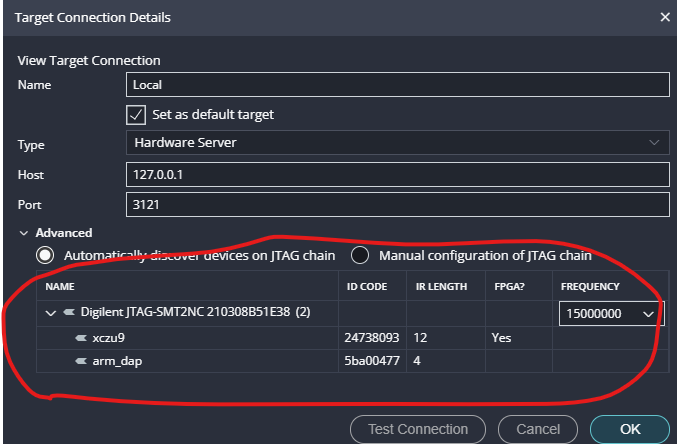 Target Connection Details
View Target Connection
Name Local
Set as default target
Type Hardware Server
Host 127.0.0.1
Port 3121
Advanced
Automatically discover devices on JTAG chain Manual configuration of JTAG chain
NAME ID CODE IR LENGTH FPGA? FREQUENCY
Digilent JTAG-SMT2NC 210308B51E38 (2) 15000000
xczu9 24738093 12 Yes
arm_dap 5ba00477 4
Test Connection Cancel OK